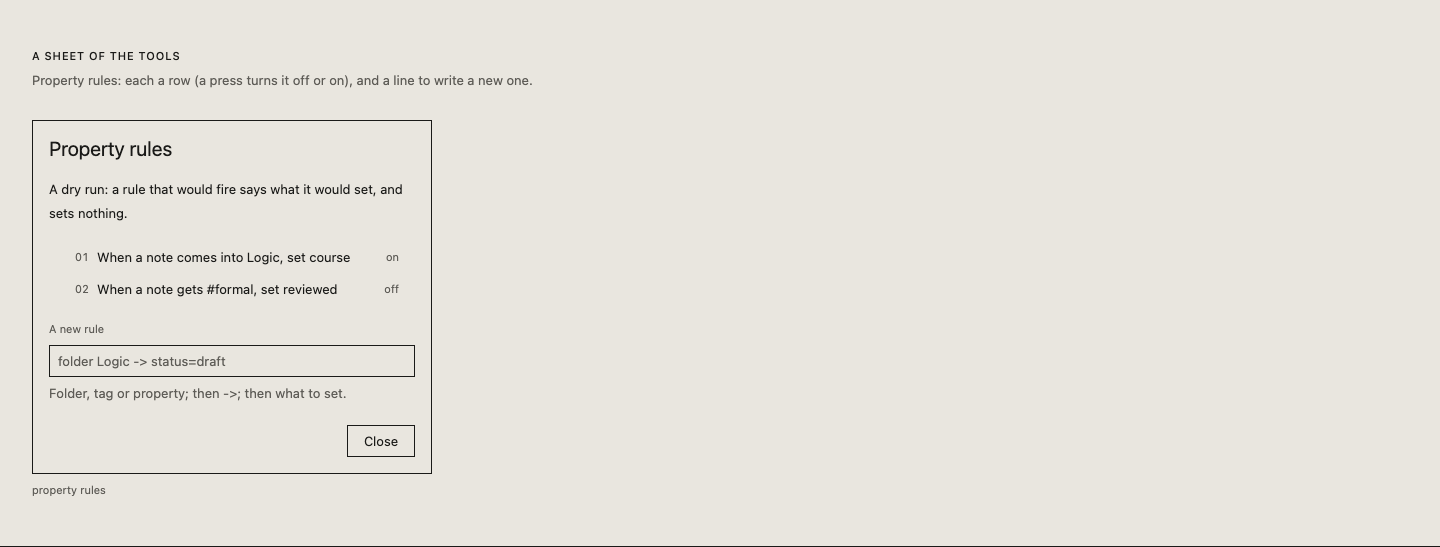 A SHEET OF THE TOOLS
Property rules: each a row (a press turns it off or on), and a line to write a new one.
Property rules
A dry run: a rule that would fire says what it would set, and
sets nothing.
01 When a note comes into Logic, set course on
02 When a note gets #formal, set reviewed off
A new rule
folder Logic -> status=draft
Folder, tag or property; then ->; then what to set.
Close
property rules